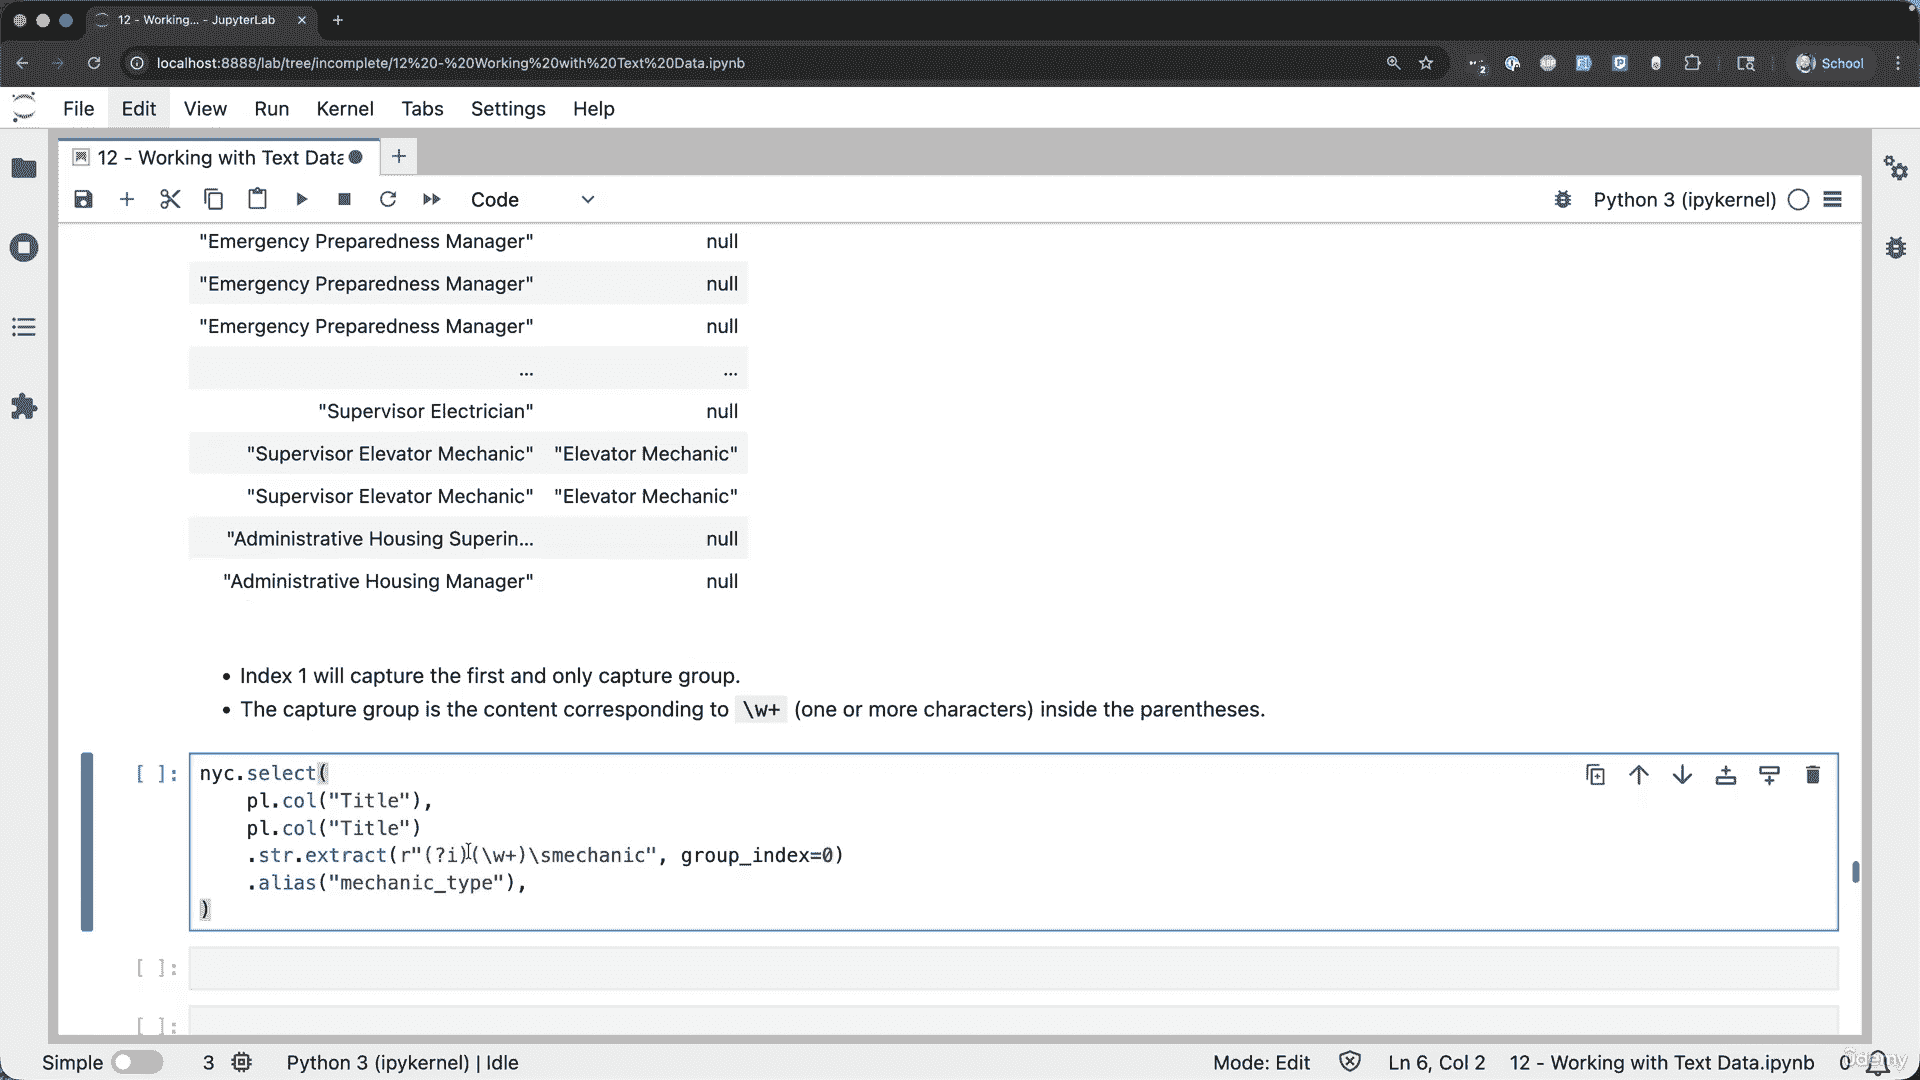 12 - Working... - JupyterLab
localhost:8888/lab/tree/incomplete/12%20-%20Working%20with%20Text%20Data.ipynb
2
School
File Edit View Run Kernel Tabs Settings Help
12 - Working with Text Data
Code
Python 3 (ipykernel)
"Emergency Preparedness Manager" null
"Emergency Preparedness Manager" null
"Emergency Preparedness Manager" null
... ...
"Supervisor Electrician" null
"Supervisor Elevator Mechanic" "Elevator Mechanic"
"Supervisor Elevator Mechanic" "Elevator Mechanic"
"Administrative Housing Superin... null
"Administrative Housing Manager" null
• Index 1 will capture the first and only capture group.
• The capture group is the content corresponding to \w+ (one or more characters) inside the parentheses.
[ ]: nyc.select(
pl.col("Title"),
pl.col("Title")
.str.extract(r"(?i)(\w+)\smechanic", group_index=0)
.alias("mechanic_type"),
)
[ ]:
[ ]:
Simple 3 Python 3 (ipykernel) | Idle Mode: Edit Ln 6, Col 2 12 - Working with Text Data.ipynb 0
Udemy